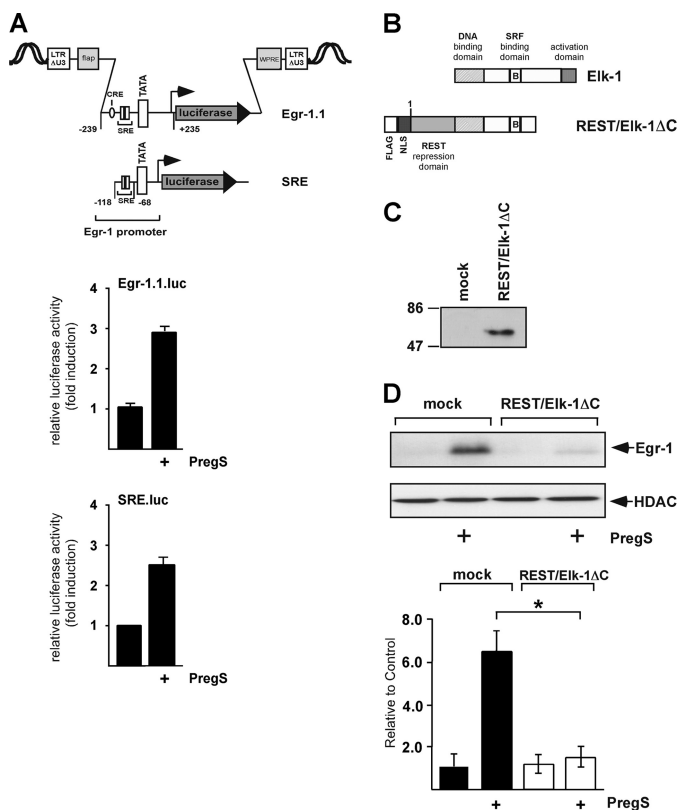 A
LTR
ΔU3
flap
WPRE
LTR
ΔU3
CRE
TATA
luciferase
Egr-1.1
-239
SRE
+235
TATA
luciferase
SRE
-118
SRE
-68
Egr-1 promoter
Egr-1.1.luc
relative luciferase activity
(fold induction)
4
3
2
1
+
PregS
SRE.luc
relative luciferase activity
(fold induction)
4
3
2
1
+
PregS
B
DNA
binding
domain
SRF
binding
domain
activation
domain
B
Elk-1
1
B
REST/Elk-1ΔC
FLAG
NLS
REST
repression
domain
C
mock
REST/Elk-1ΔC
86
47
D
mock
REST/Elk-1ΔC
Egr-1
HDAC
+
+
PregS
mock
REST/Elk-1ΔC
*
Relative to Control
8.0
6.0
4.0
2.0
+
+
PregS